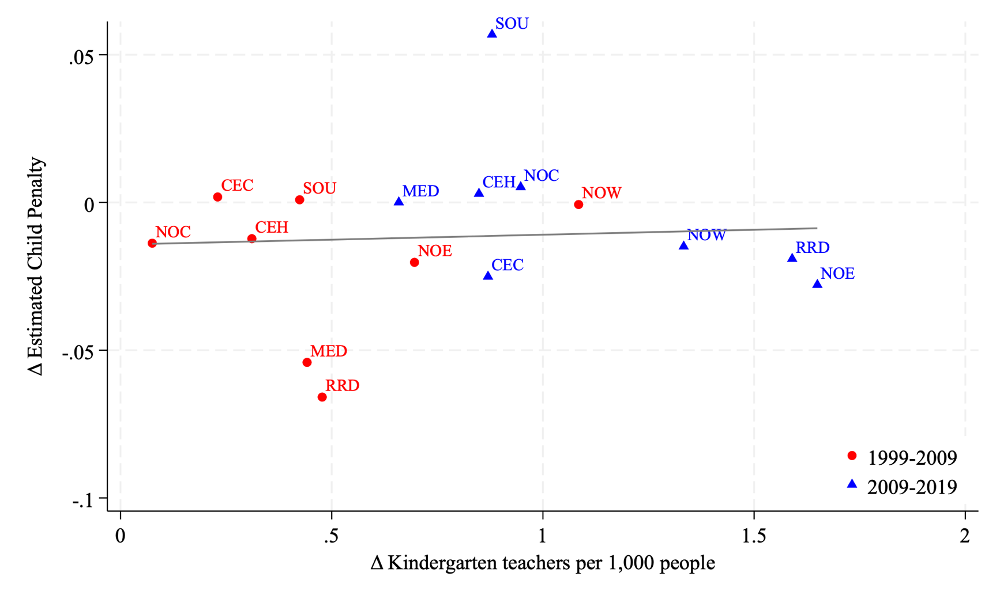 SOU
.05
CEC
SOU
MED
CEH
NOC
NOW
0
NOC
CEH
NOE
CEC
NOW
RRD
NOE
Δ Estimated Child Penalty
-.05
MED
RRD
1999-2009
2009-2019
-.1
0
.5
1
1.5
2
Δ Kindergarten teachers per 1,000 people